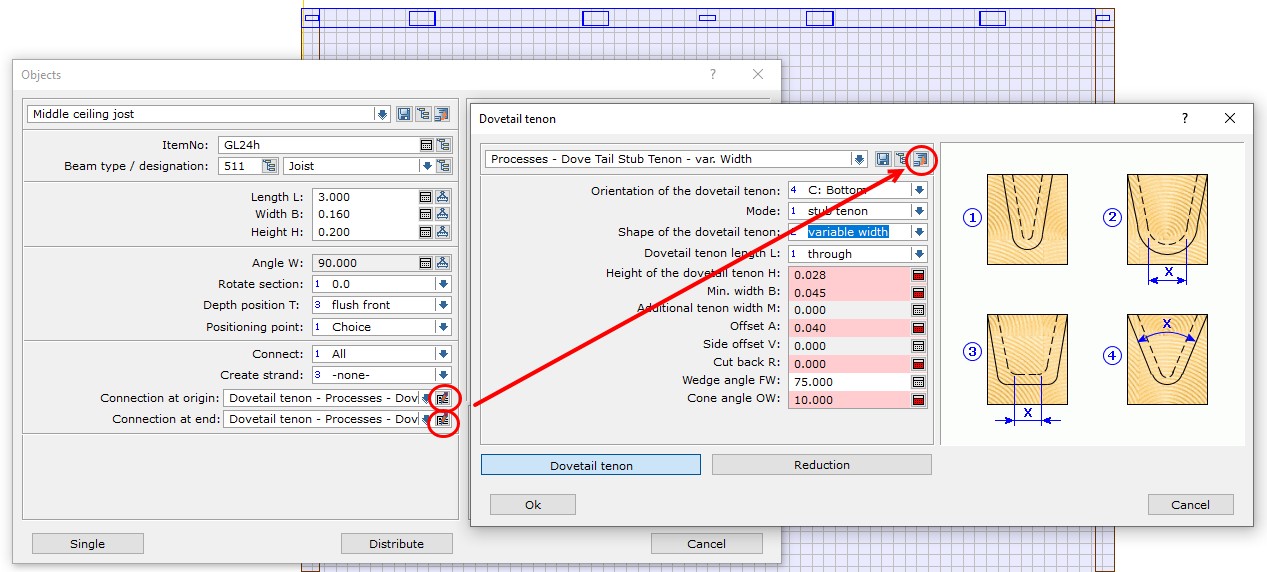 Objects
?
Middle ceiling jost
ItemNo: GL24h
Beam type / designation: 511 Joist
Length L: 3.000
Width B: 0.160
Height H: 0.200
Angle W: 90.000
Rotate section: 1 0.0
Depth position T: 3 flush front
Positioning point: 1 Choice
Connect: 1 All
Create strand: 3 -none-
Connection at origin: Dovetail tenon - Processes - Dov
Connection at end: Dovetail tenon - Processes - Dov
Single Distribute Cancel
Dovetail tenon
?
Processes - Dove Tail Stub Tenon - var. Width
Orientation of the dovetail tenon: 4 C: Bottom
Mode: 1 stub tenon
Shape of the dovetail tenon: 2 variable width
Dovetail tenon length L: 1 through
Height of the dovetail tenon H: 0.028
Min. width B: 0.045
Additional tenon width M: 0.000
Offset A: 0.040
Side offset V: 0.000
Cut back R: 0.000
Wedge angle FW: 75.000
Cone angle OW: 10.000
Dovetail tenon Reduction
Ok Cancel
1 2
X
3 4
X
X